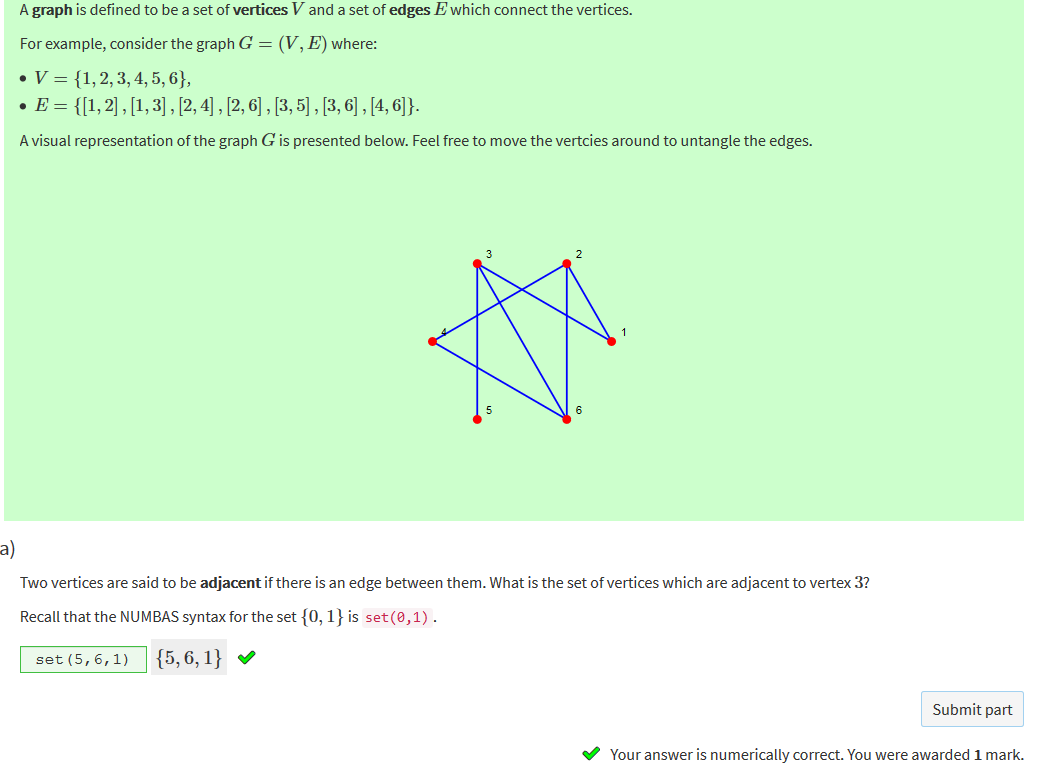 A graph is defined to be a set of vertices V and a set of edges E which connect the vertices.
For example, consider the graph G = (V, E) where:
• V = {1, 2, 3, 4, 5, 6},
• E = {[1, 2] , [1, 3] , [2, 4] , [2, 6] , [3, 5] , [3, 6] , [4, 6]}.
A visual representation of the graph G is presented below. Feel free to move the vertcies around to untangle the edges.
3 2
4 1
5 6
a)
Two vertices are said to be adjacent if there is an edge between them. What is the set of vertices which are adjacent to vertex 3?
Recall that the NUMBAS syntax for the set {0, 1} is set(0,1) .
set(5,6,1) {5, 6, 1}
Submit part
Your answer is numerically correct. You were awarded 1 mark.